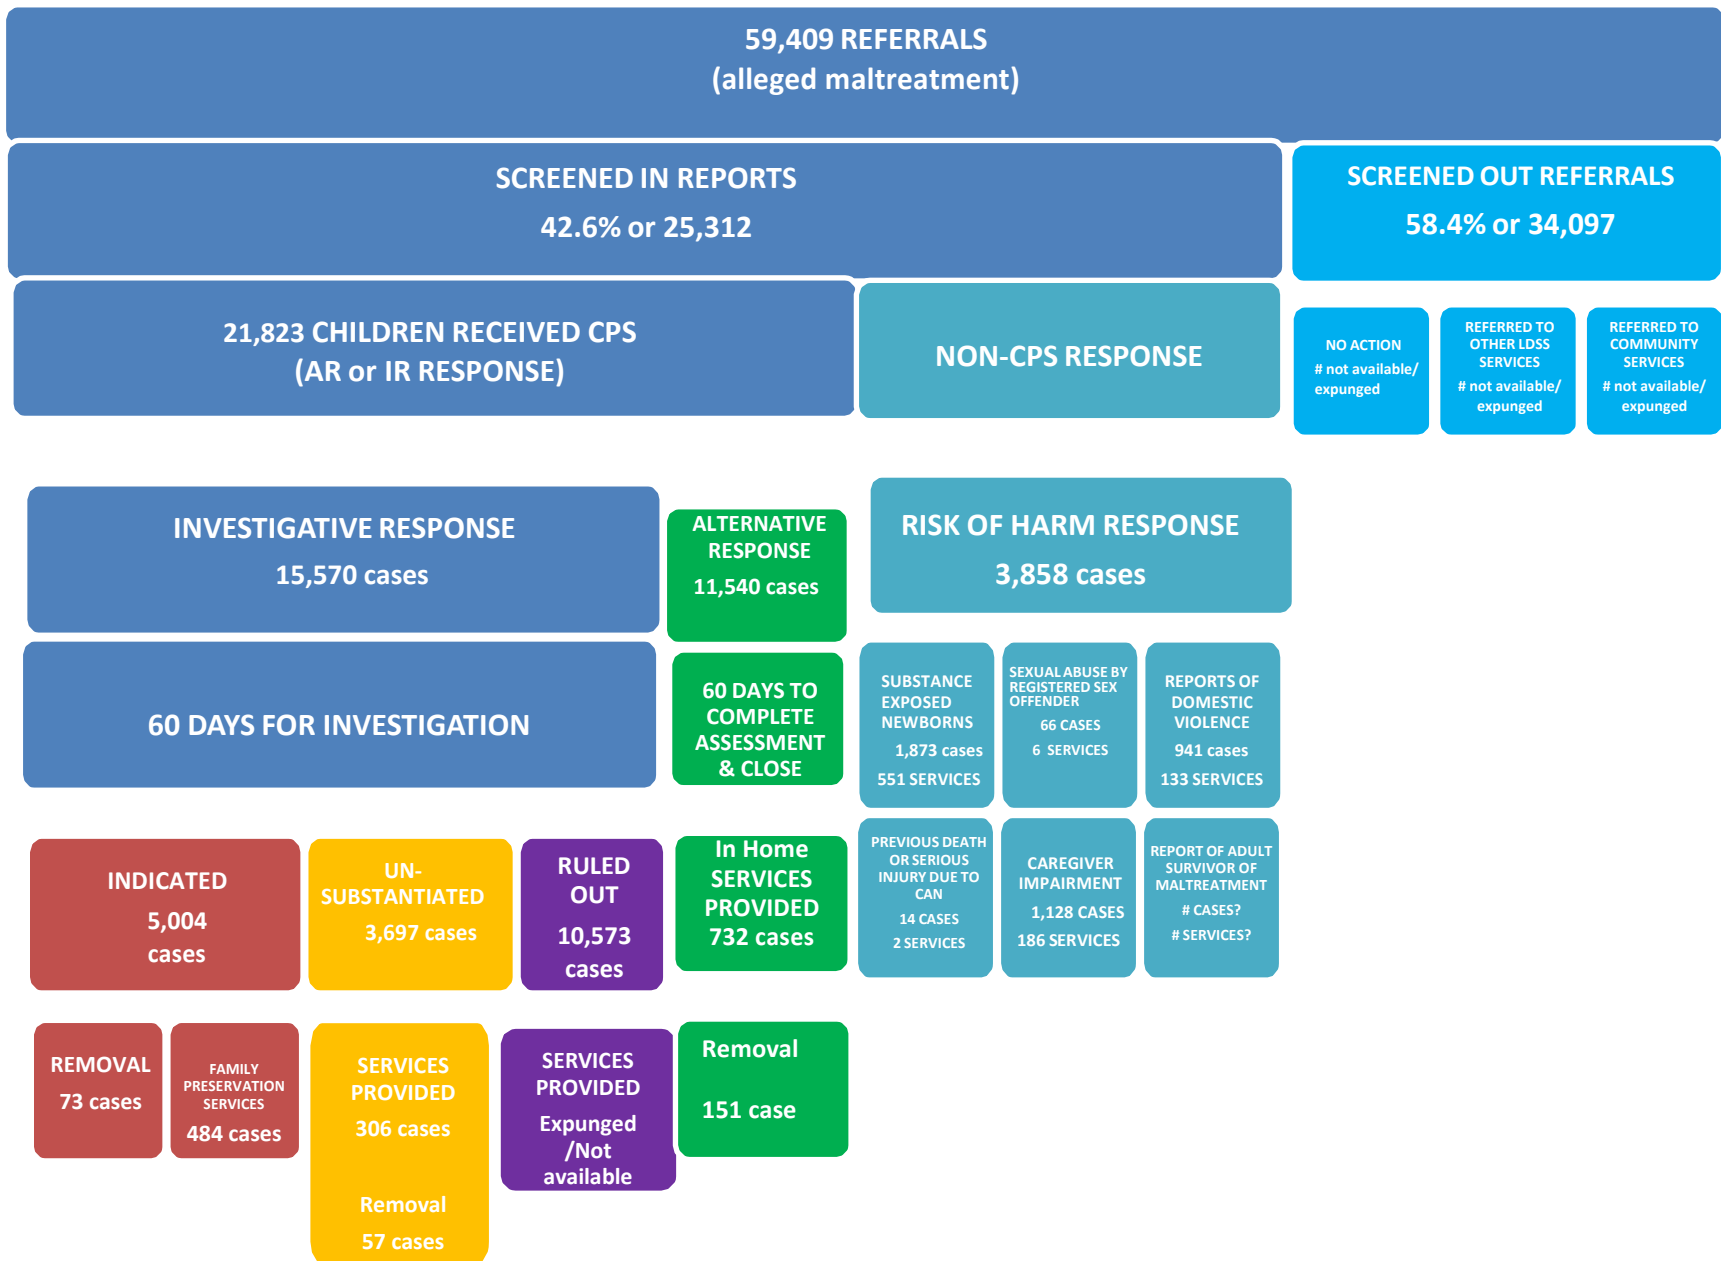 59,409 REFERRALS
(alleged maltreatment)
SCREENED IN REPORTS
42.6% or 25,312
SCREENED OUT REFERRALS
58.4% or 34,097
21,823 CHILDREN RECEIVED CPS
(AR or IR RESPONSE)
NON-CPS RESPONSE
NO ACTION
# not available/
expunged
REFERRED TO
OTHER LDSS
SERVICES
# not available/
expunged
REFERRED TO
COMMUNITY
SERVICES
# not available/
expunged
INVESTIGATIVE RESPONSE
15,570 cases
ALTERNATIVE
RESPONSE
11,540 cases
RISK OF HARM RESPONSE
3,858 cases
60 DAYS FOR INVESTIGATION
60 DAYS TO
COMPLETE
ASSESSMENT
& CLOSE
SUBSTANCE
EXPOSED
NEWBORNS
1,873 cases
551 SERVICES
SEXUAL ABUSE BY
REGISTERED SEX
OFFENDER
66 CASES
6 SERVICES
REPORTS OF
DOMESTIC
VIOLENCE
941 cases
133 SERVICES
INDICATED
5,004
cases
UN-
SUBSTANTIATED
3,697 cases
RULED
OUT
10,573
cases
In Home
SERVICES
PROVIDED
732 cases
PREVIOUS DEATH
OR SERIOUS
INJURY DUE TO
CAN
14 CASES
2 SERVICES
CAREGIVER
IMPAIRMENT
1,128 CASES
186 SERVICES
REPORT OF ADULT
SURVIVOR OF
MALTREATMENT
# CASES?
# SERVICES?
REMOVAL
73 cases
FAMILY
PRESERVATION
SERVICES
484 cases
SERVICES
PROVIDED
306 cases
Removal
57 cases
SERVICES
PROVIDED
Expunged
/Not
available
Removal
151 case